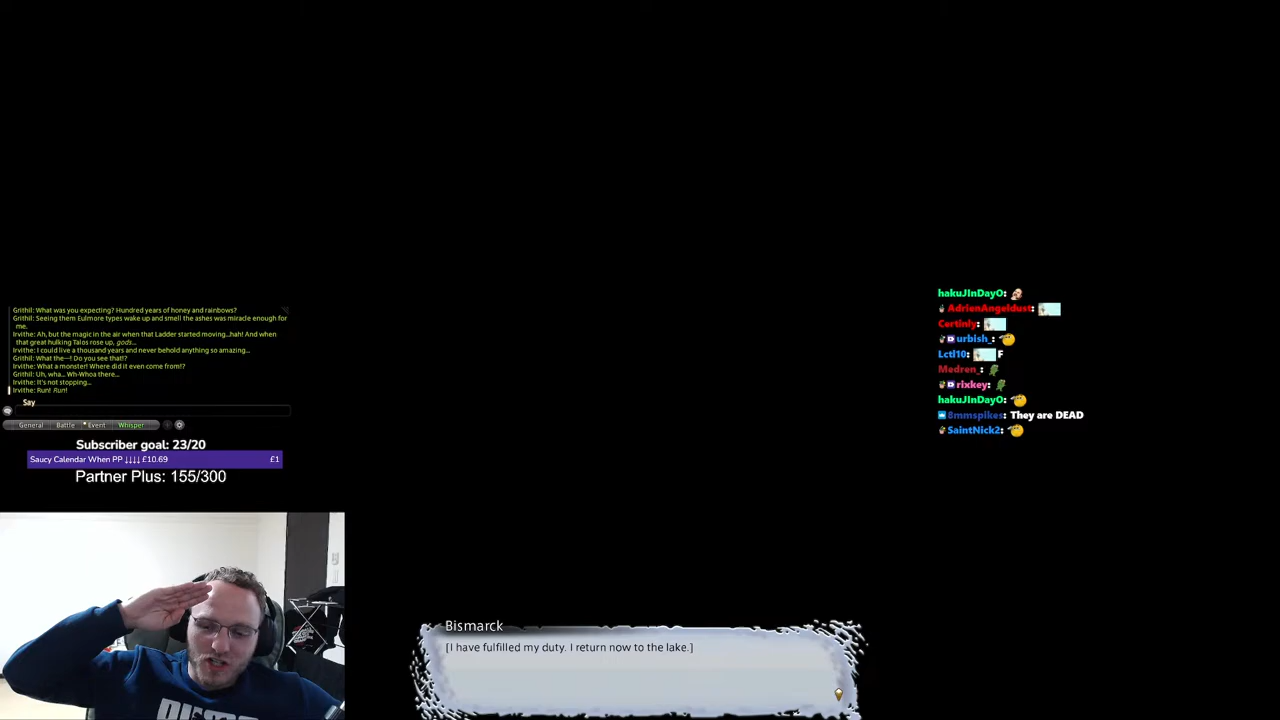 Grithil: What was you expecting? Hundred years of honey and rainbows?
Grithil: Seeing them Eulmore types wake up and smell the ashes was miracle enough for
me.
Irvithe: Ah, but the magic in the air when that Ladder started moving...hah! And when
that great hulking Talos rose up, gods...
Irvithe: I could live a thousand years and never behold anything so amazing...
Grithil: What the─! Do you see that!?
Irvithe: What a monster! Where did it even come from!?
Grithil: Uh, wha... Wh-Whoa there...
Irvithe: It's not stopping...
Irvithe: Run! Run!
Say
General Battle Event Whisper
Subscriber goal: 23/20
Saucy Calendar When PP ↓↓↓↓ £10.69 £1
Partner Plus: 155/300
hakuJInDayO:
AdrienAngeldust:
Certinly:
urbish_:
Lctl10: F
Medren_:
rixkey:
hakuJInDayO:
8mmspikes: They are DEAD
SaintNick2:
Bismarck
[I have fulfilled my duty. I return now to the lake.]